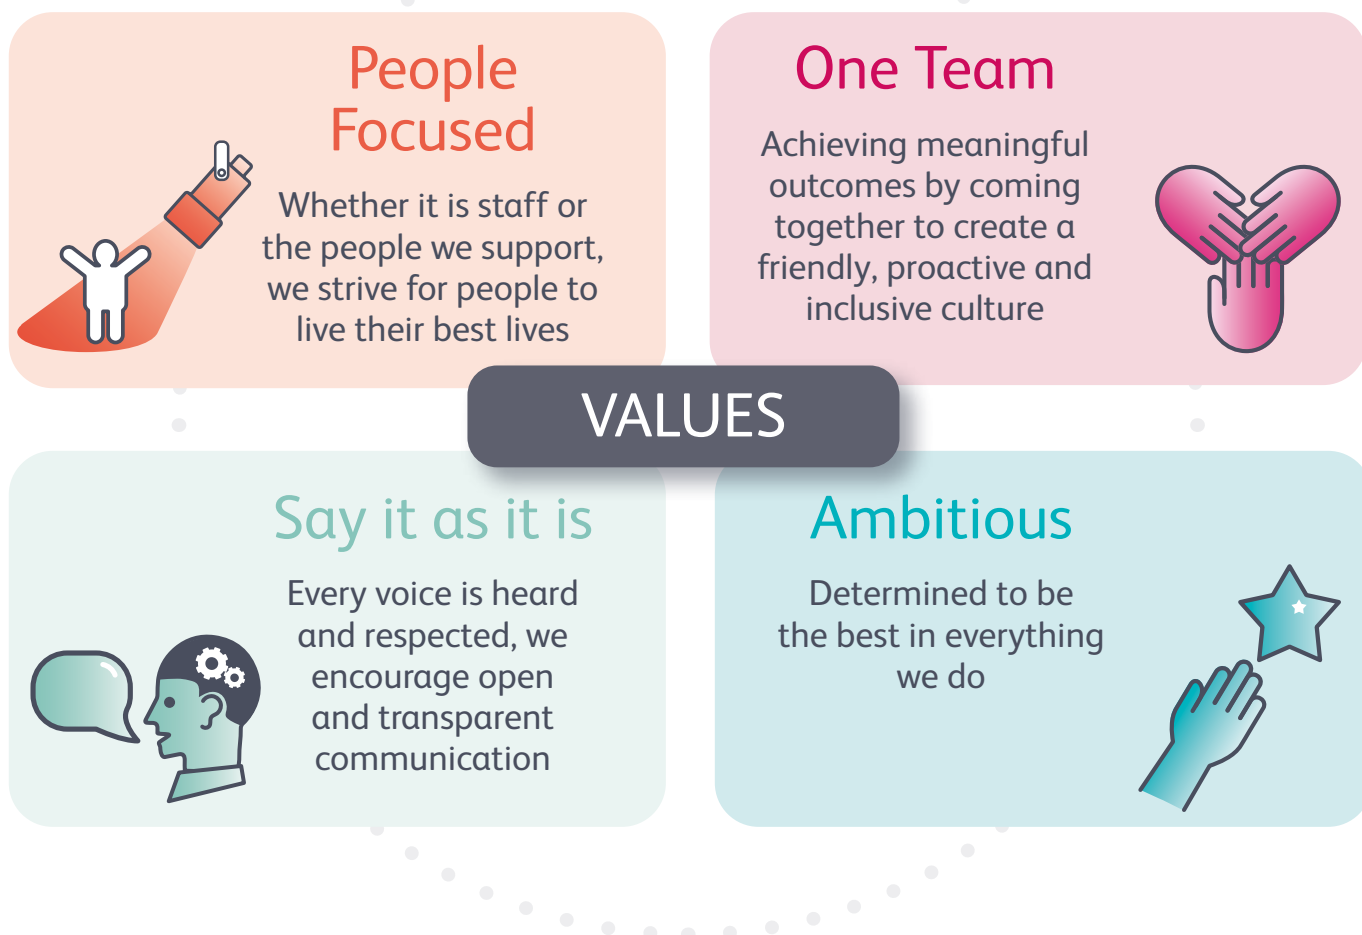 People
Focused
Whether it is staff or
the people we support,
we strive for people to
live their best lives
One Team
Achieving meaningful
outcomes by coming
together to create a
friendly, proactive and
inclusive culture
VALUES
Say it as it is
Every voice is heard
and respected, we
encourage open
and transparent
communication
Ambitious
Determined to be
the best in everything
we do